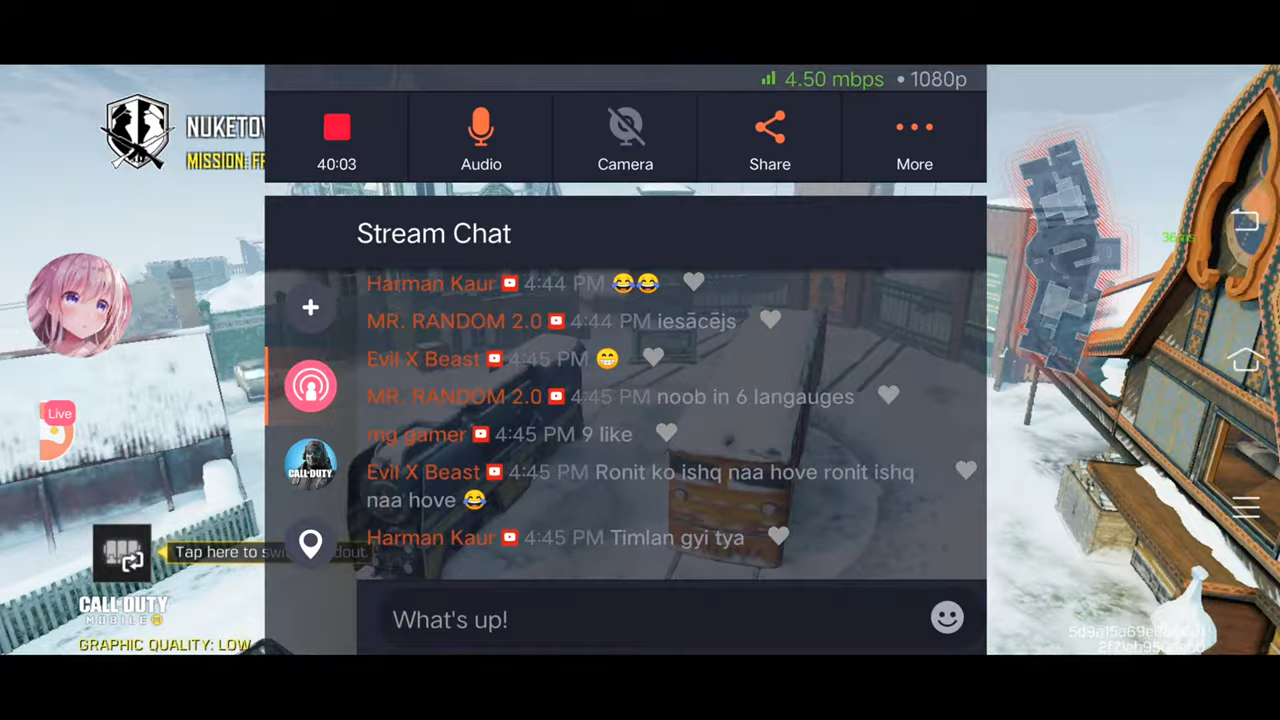 4.50 mbps • 1080p
NUKETOW
MISSION: FR
40:03
Audio
Camera
Share
More
Stream Chat
36ms
Harman Kaur 4:44 PM 😂😂
MR. RANDOM 2.0 4:44 PM iesācējs
Evil X Beast 4:45 PM 😁
MR. RANDOM 2.0 4:45 PM noob in 6 langauges
Live
mg gamer 4:45 PM 9 like
CALL·DUTY
Evil X Beast 4:45 PM Ronit ko ishq naa hove ronit ishq
naa hove 😂
Harman Kaur 4:45 PM Timlan gyi tya
Tap here to swi dout.
CALL OF DUTY
MOBILE
What's up!
GRAPHIC QUALITY: LOW